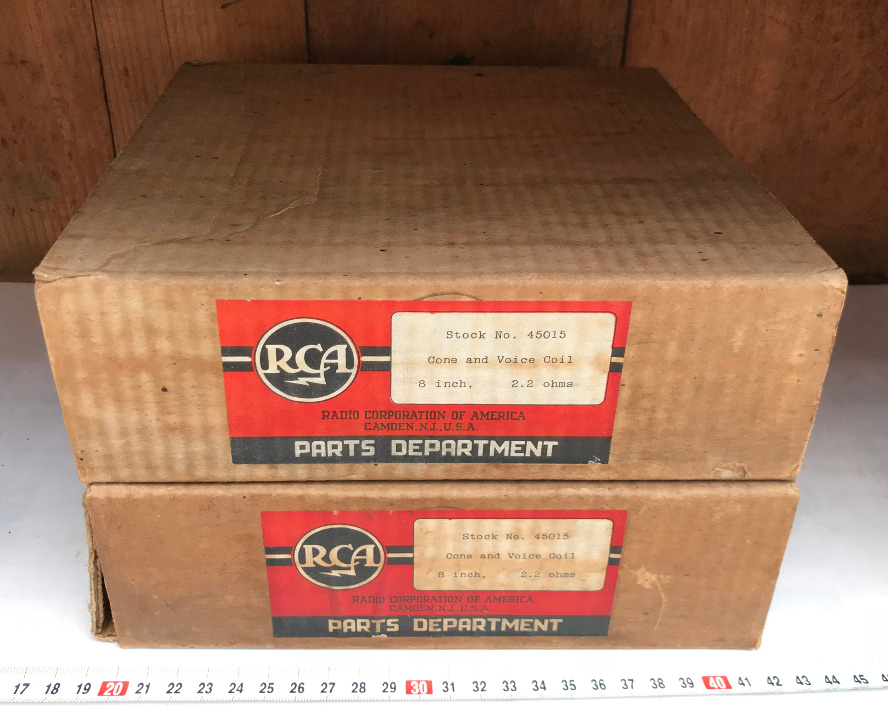 Stock No. 45015
RCA
Cone and Voice Coil
8 inch, 2.2 ohms
RADIO CORPORATION OF AMERICA
CAMDEN, N.J., U.S.A.
PARTS DEPARTMENT
Stock No. 45015
RCA
Cone and Voice Coil
8 inch, 2.2 ohms
RADIO CORPORATION OF AMERICA
CAMDEN, N.J., U.S.A.
PARTS DEPARTMENT
17 18 19 20 21 22 23 24 25 26 27 28 29 30 31 32 33 34 35 36 37 38 39 40 41 42 43 44 45